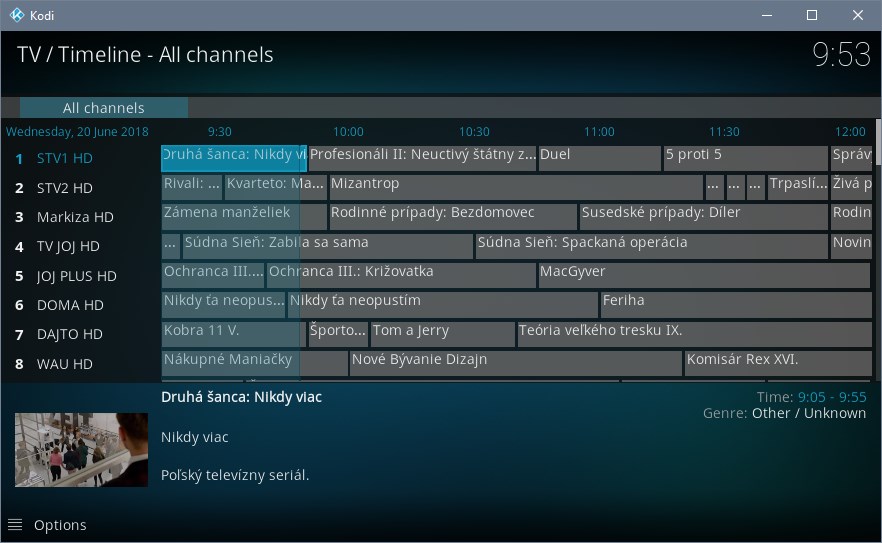 Kodi
TV / Timeline - All channels
9:53
All channels
Wednesday, 20 June 2018 9:30 10:00 10:30 11:00 11:30 12:00
1 STV1 HD Druhá šanca: Nikdy vi Profesionáli II: Neuctivý štátny z... Duel 5 proti 5 Správ
2 STV2 HD Rivali: ... Kvarteto: Ma... Mizantrop ... ... ... Trpaslí... Živá p
3 Markiza HD Zámena manželiek Rodinné prípady: Bezdomovec Susedské prípady: Díler Rodin
4 TV JOJ HD ... Súdna Sieň: Zabila sa sama Súdna Sieň: Spackaná operácia Novin
5 JOJ PLUS HD Ochranca III.... Ochranca III.: Križovatka MacGyver
6 DOMA HD Nikdy ťa neopus... Nikdy ťa neopustím Feriha
7 DAJTO HD Kobra 11 V. Športo... Tom a Jerry Teória veľkého tresku IX.
8 WAU HD Nákupné Maniačky Nové Bývanie Dizajn Komisár Rex XVI.
Druhá šanca: Nikdy viac
Time: 9:05 - 9:55
Genre: Other / Unknown
Nikdy viac
Poľský televízny seriál.
Options